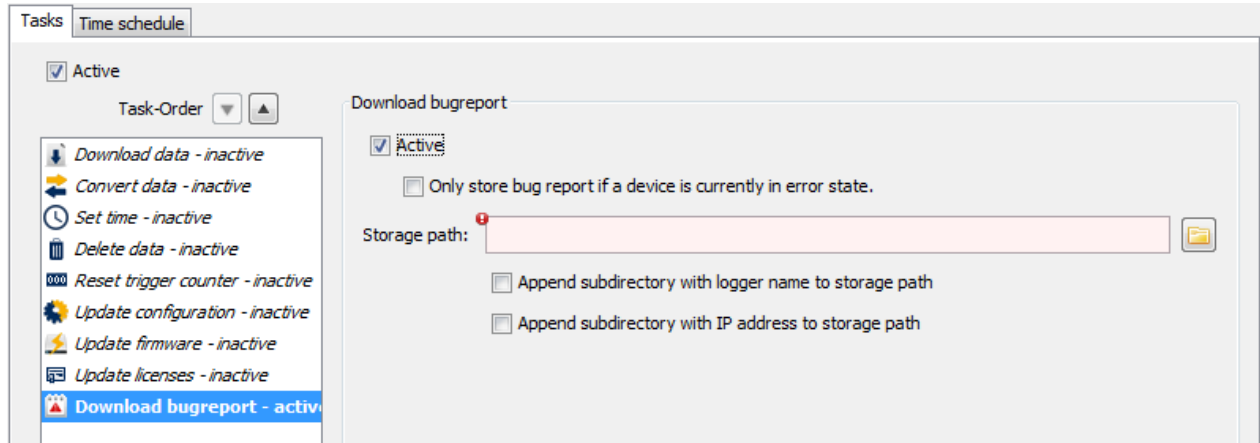 Tasks
Time schedule
Active
Task-Order
Download data - inactive
Convert data - inactive
Set time - inactive
Delete data - inactive
Reset trigger counter - inactive
Update configuration - inactive
Update firmware - inactive
Update licenses - inactive
Download bugreport - activ
Download bugreport
Active
Only store bug report if a device is currently in error state.
Storage path:
Append subdirectory with logger name to storage path
Append subdirectory with IP address to storage path